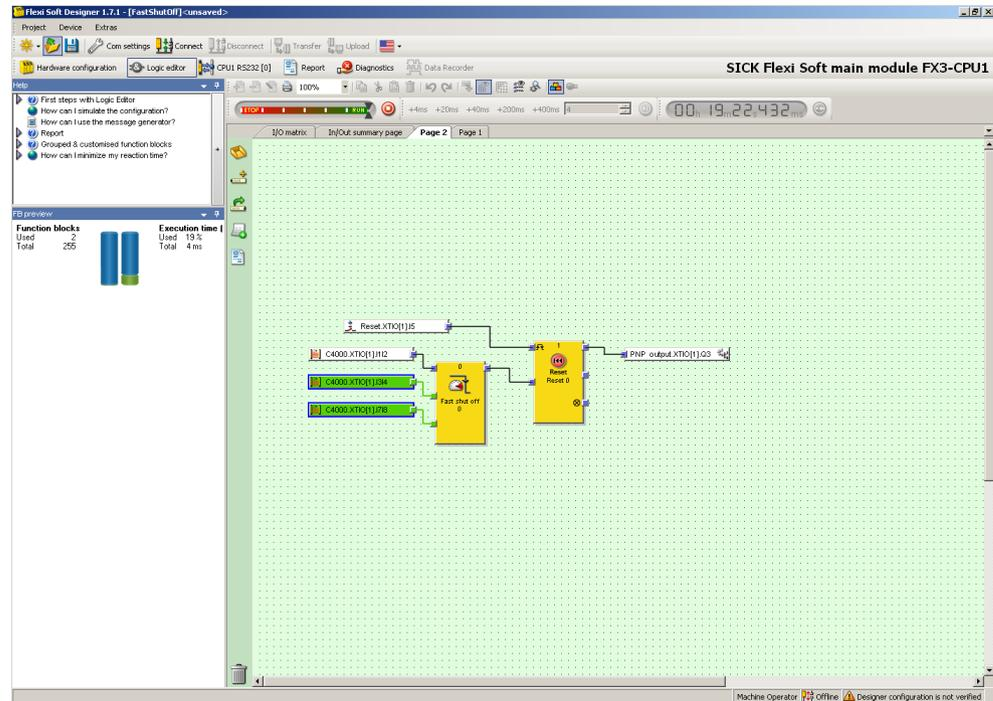 Flexi Soft Designer 1.7.1 - [FastShutOff]<unsaved>
Project Device Extras
Com settings Connect Disconnect Transfer Upload
Hardware configuration Logic editor CPU1 RS232 [0] Report Diagnostics Data Recorder SICK Flexi Soft main module FX3-CPU1
Help
100%
First steps with Logic Editor
How can I simulate the configuration?
How can I use the message generator?
Report
Grouped & customised function blocks
How can I minimize my reaction time?
STOP RUN +4ms +20ms +40ms +200ms +400ms 4 00h 19m22s432ms
I/O matrix In/Out summary page Page 2 Page 1
FB preview
Function blocks
Used 2
Total 255
Execution time |
Used 19 %
Total 4 ms
Reset.XTIO[1].I5
C4000.XTIO[1].I1I2
C4000.XTIO[1].I3I4
C4000.XTIO[1].I7I8
0
Fast shut off
0
1
Reset
Reset 0
PNP output.XTIO[1].Q3
Machine Operator Offline Designer configuration is not verified